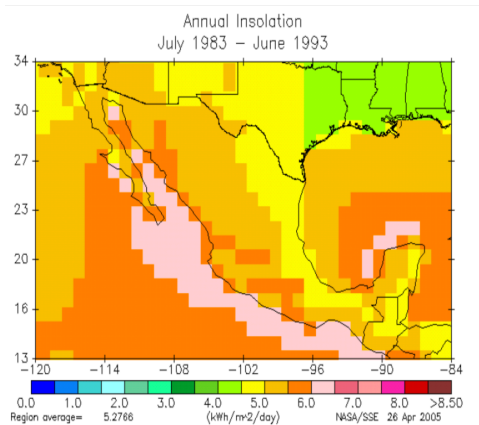 Annual Insolation
July 1983 – June 1993
34
30
27
23
20
16
13
-120 -114 -108 -102 -96 -90 -84
0.0 1.0 2.0 3.0 4.0 5.0 6.0 7.0 8.0 >8.50
Region average= 5.2766 (kWh/m^2/day) NASA/SSE 26 Apr 2005